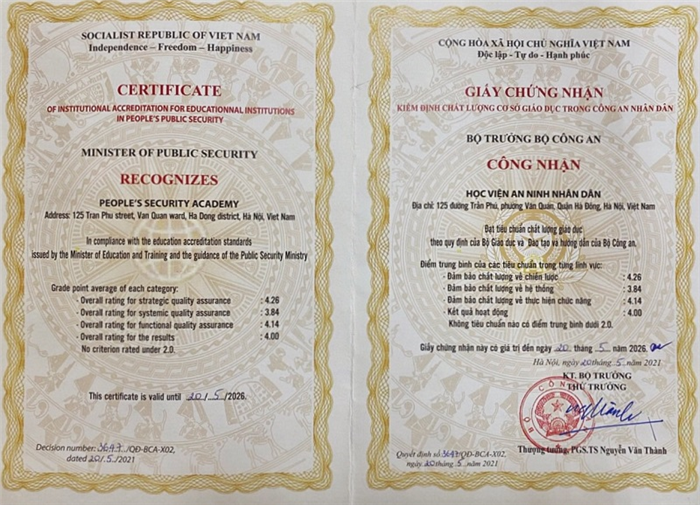 SOCIALIST REPUBLIC OF VIET NAM
Independence – Freedom – Happiness
CERTIFICATE
OF INSTITUTIONAL ACCREDITATION FOR EDUCATIONNAL INSTITUTIONS
IN PEOPLE'S PUBLIC SECURITY
MINISTER OF PUBLIC SECURITY
RECOGNIZES
PEOPLE'S SECURITY ACADEMY
Address: 125 Tran Phu street, Van Quan ward, Ha Dong district, Hà Nội, Viet Nam
In compliance with the education accreditation standards
issued by the Minister of Education and Training and the guidance of the Public Security Ministry
Grade point average of each category:
- Overall rating for strategic quality assurance : 4.26
- Overall rating for systemic quality assurance : 3.84
- Overall rating for functional quality assurance : 4.14
- Overall rating for the results : 4.00
No criterion rated under 2.0.
This certificate is valid until 20/5/2026.
Decision number: 3647/QĐ-BCA-X02,
dated 20/5/2021
CỘNG HÒA XÃ HỘI CHỦ NGHĨA VIỆT NAM
Độc lập - Tự do - Hạnh phúc
GIẤY CHỨNG NHẬN
KIỂM ĐỊNH CHẤT LƯỢNG CƠ SỞ GIÁO DỤC TRONG CÔNG AN NHÂN DÂN
BỘ TRƯỞNG BỘ CÔNG AN
CÔNG NHẬN
HỌC VIỆN AN NINH NHÂN DÂN
Địa chỉ: 125 đường Trần Phú, phường Văn Quán, Quận Hà Đông, Hà Nội, Việt Nam
Đạt tiêu chuẩn chất lượng giáo dục
theo quy định của Bộ Giáo dục và Đào tạo và hướng dẫn của Bộ Công an.
Điểm trung bình của các tiêu chuẩn trong từng lĩnh vực:
- Đảm bảo chất lượng về chiến lược : 4.26
- Đảm bảo chất lượng về hệ thống : 3.84
- Đảm bảo chất lượng về thực hiện chức năng : 4.14
- Kết quả hoạt động : 4.00
Không tiêu chuẩn nào có điểm trung bình dưới 2.0.
Giấy chứng nhận này có giá trị đến ngày 20 tháng 5 năm 2026.
Hà Nội, ngày 20 tháng 5 năm 2021
KT. BỘ TRƯỞNG
THỨ TRƯỞNG
Thượng tướng, PGS.TS Nguyễn Văn Thành
Quyết định số 3647/QĐ-BCA-X02,
ngày 20 tháng 5 năm 2021